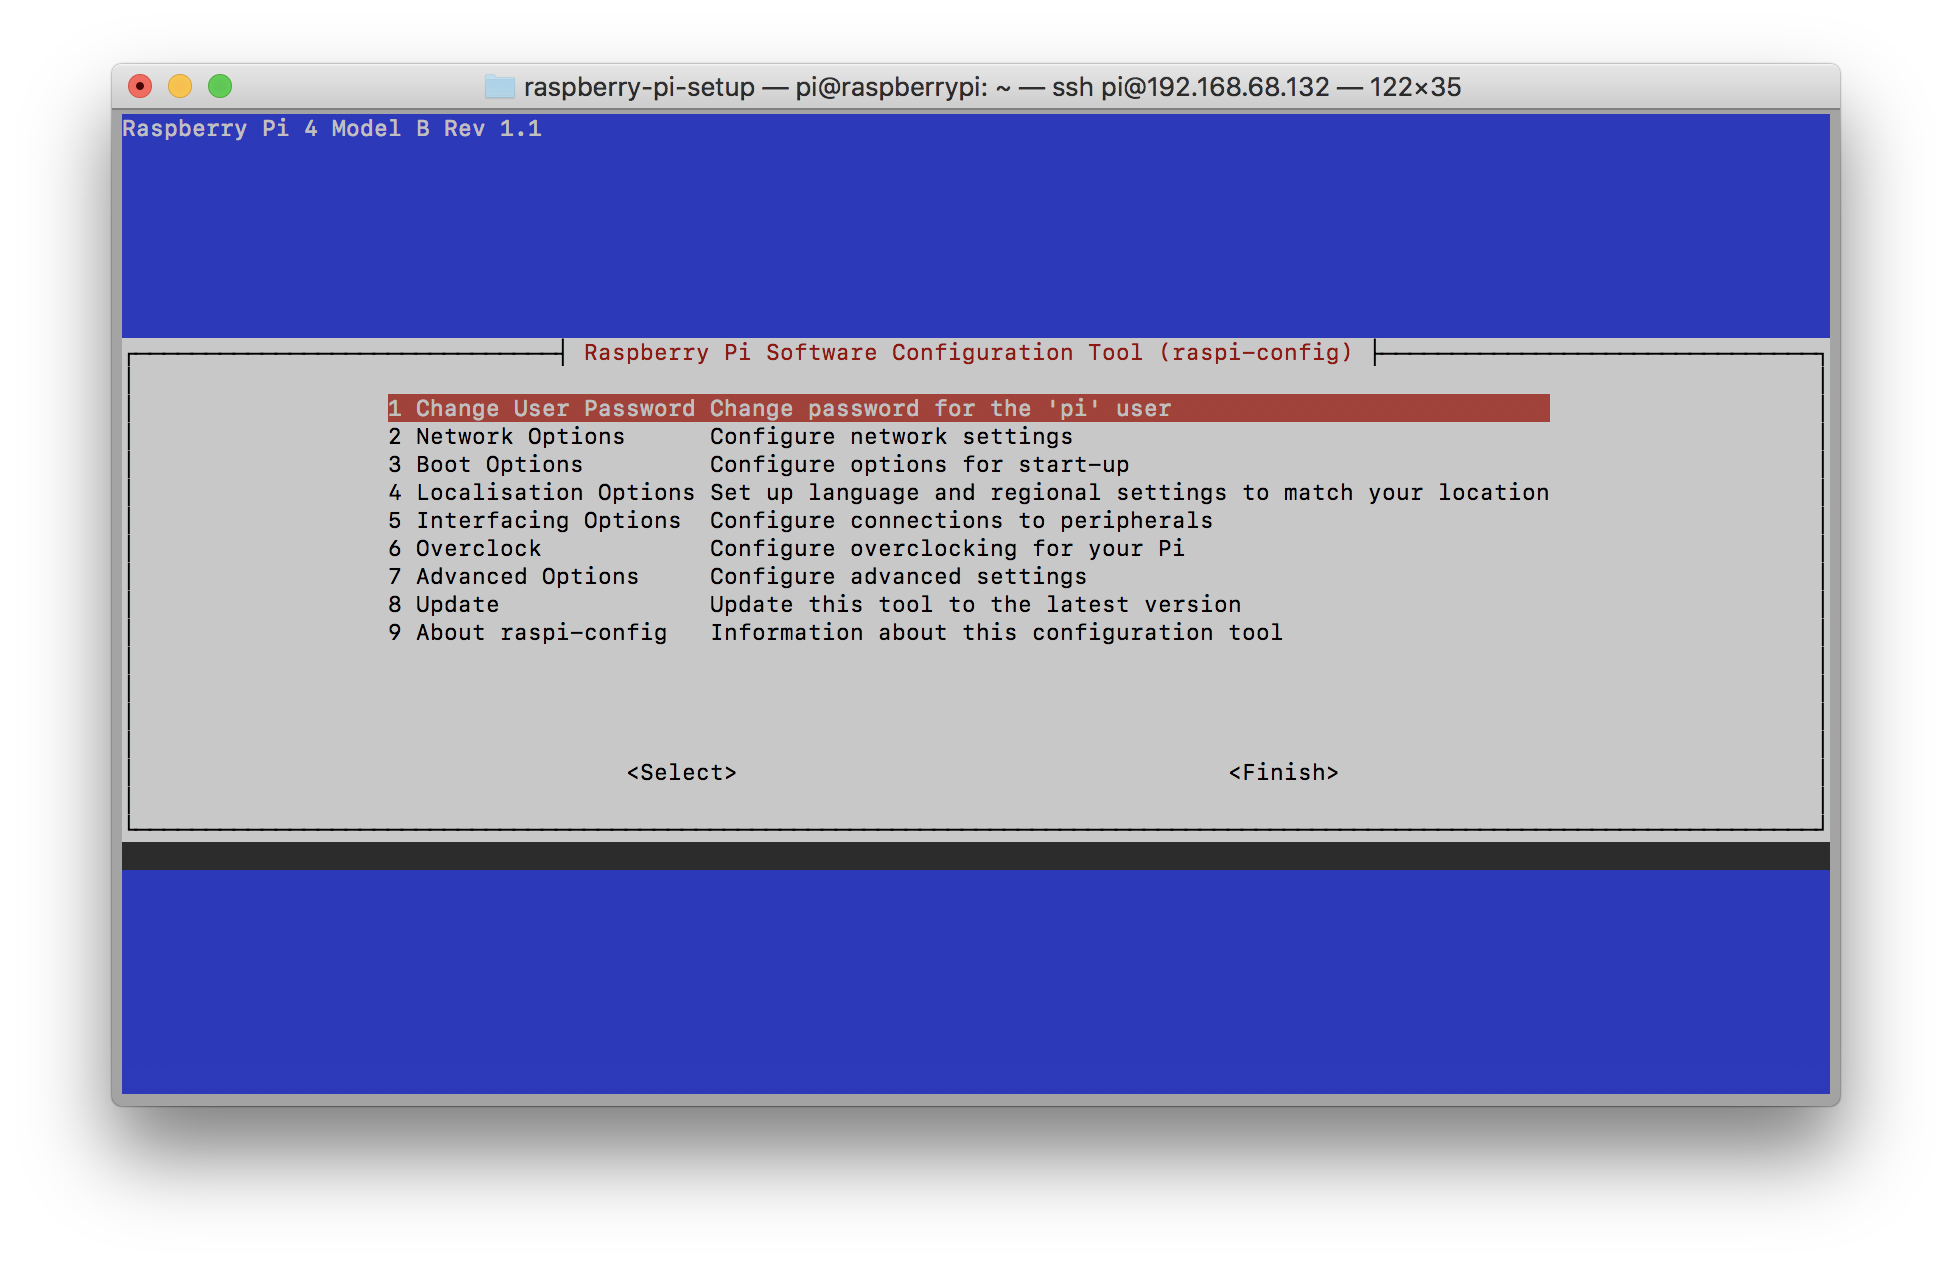 raspberry-pi-setup — pi@raspberrypi: ~ — ssh pi@192.168.68.132 — 122×35
Raspberry Pi 4 Model B Rev 1.1
Raspberry Pi Software Configuration Tool (raspi-config)
1 Change User Password Change password for the 'pi' user
2 Network Options Configure network settings
3 Boot Options Configure options for start-up
4 Localisation Options Set up language and regional settings to match your location
5 Interfacing Options Configure connections to peripherals
6 Overclock Configure overclocking for your Pi
7 Advanced Options Configure advanced settings
8 Update Update this tool to the latest version
9 About raspi-config Information about this configuration tool
<Select> <Finish>